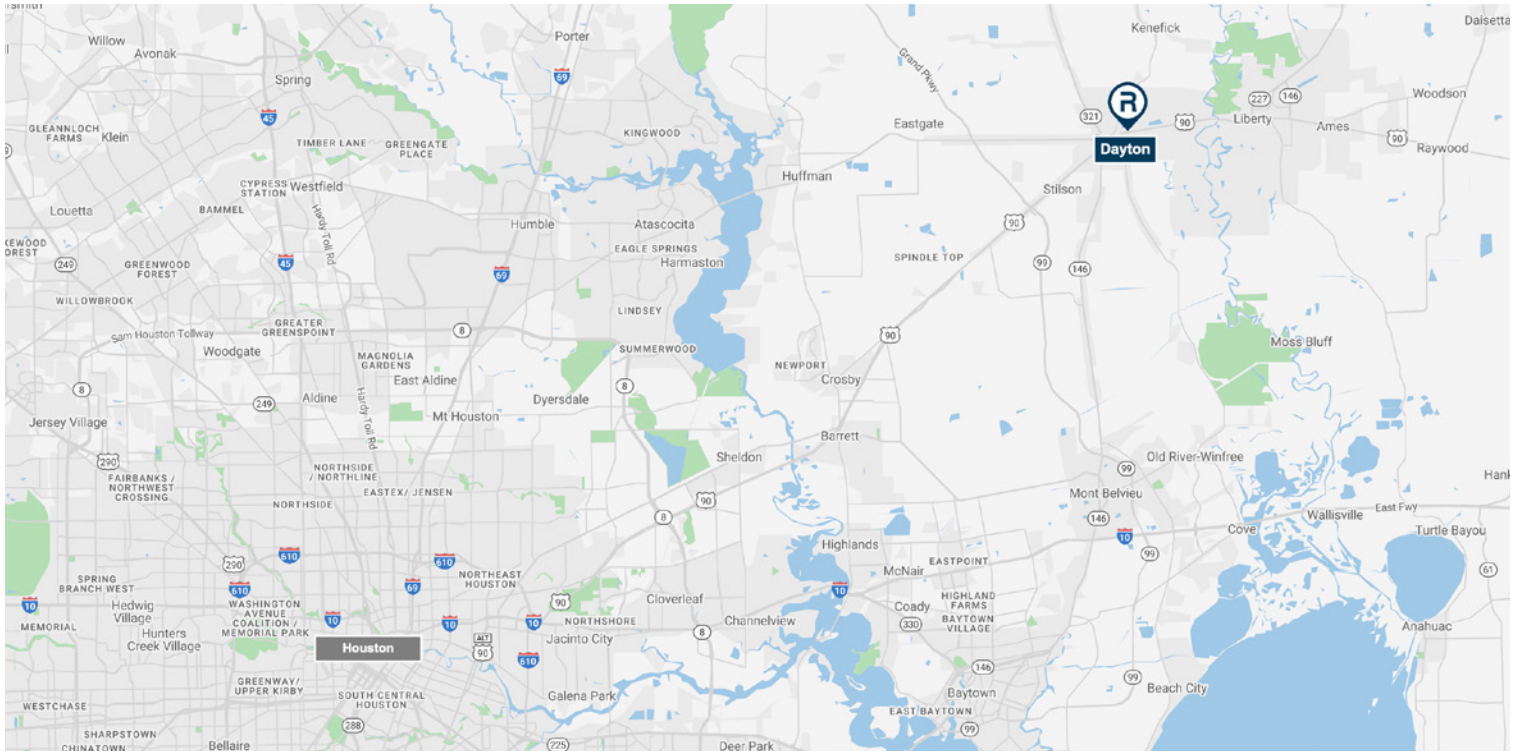 smith
Willow
Avonak
Spring
45
Porter
69
Kenefick
Daisetta
Grand Pkwy
GLEANNLOCH
FARMS
Klein
TIMBER LANE
GREENGATE
PLACE
KINGWOOD
Eastgate
321
R
90
Dayton
227
146
Liberty
Ames
Woodson
90
Raywood
CYPRESS
STATION
Westfield
Huffman
Stilson
Louetta
BAMMEL
Hardy Toll Rd
Humble
Atascocita
90
KEWOOD
OREST
249
GREENWOOD
FOREST
45
69
EAGLE SPRINGS
Harmaston
SPINDLE TOP
99
146
WILLOWBROOK
Sam Houston Tollway
GREATER
GREENSPOINT
8
LINDSEY
Woodgate
MAGNOLIA
GARDENS
SUMMERWOOD
90
Moss Bluff
8
East Aldine
8
NEWPORT
Crosby
249
Aldine
Hardy Toll Rd
Mt Houston
Dyersdale
Jersey Village
Barrett
290
Sheldon
99
Old River-Winfree
FAIRBANKS /
NORTHWEST
CROSSING
NORTHSIDE
/ NORTHLINE
EASTEX/ JENSEN
NORTHSIDE
90
Mont Belvieu
Hank
8
146
10
Wallisville
East Fwy
Cove
Turtle Bayou
290
610
610
Highlands
EASTPOINT
99
SPRING
BRANCH WEST
610
69
NORTHEAST
HOUSTON
McNair
61
10
Hedwig
Village
WASHINGTON
AVENUE
COALITION /
MEMORIAL PARK
10
10
10
90
Cloverleaf
10
HIGHLAND
FARMS
Coady
BAYTOWN
VILLAGE
MEMORIAL
Hunters
Creek Village
NORTHSHORE
Channelview
330
Anahuac
Houston
ALT
90
Jacinto City
8
610
146
GREENWAY/
UPPER KIRBY
SOUTH CENTRAL
HOUSTON
Galena Park
Baytown
99
Beach City
WESTCHASE
288
EAST BAYTOWN
99
SHARPSTOWN
CHINATOWN
Bellaire
225
Deer Park